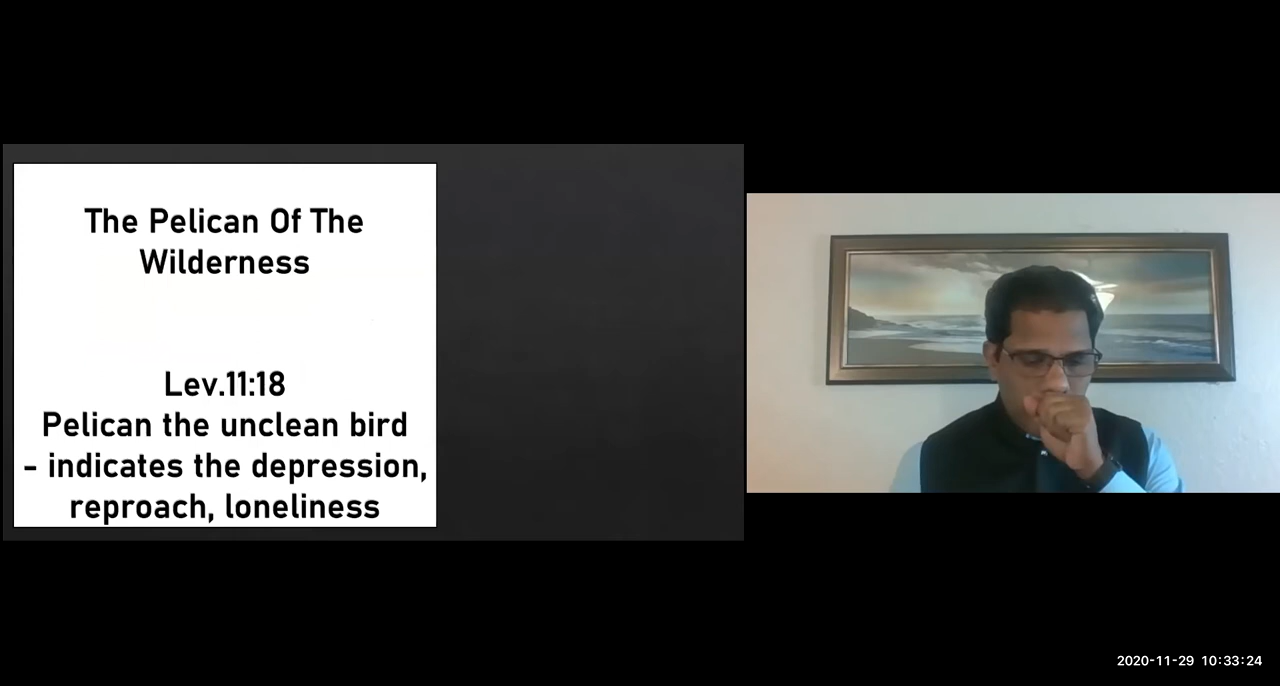 The Pelican Of The
Wilderness
Lev.11:18
Pelican the unclean bird
- indicates the depression,
reproach, loneliness
2020-11-29 10:33:24